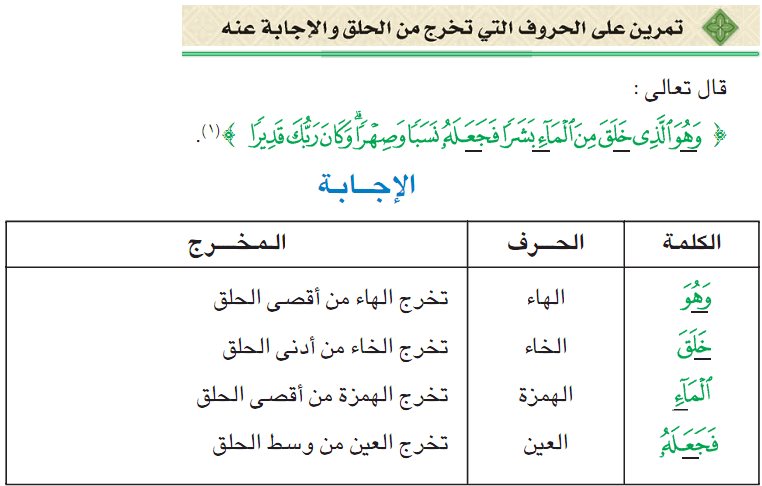 تمرين على الحروف التي تخرج من الحلق والإجابة عنه
قال تعالى :
﴿ وَهُوَ ٱلَّذِى خَلَقَ مِنَ ٱلْمَآءِ بَشَرًا فَجَعَلَهُۥ نَسَبًا وَصِهْرًا ۗ وَكَانَ رَبُّكَ قَدِيرًا ﴾(١).
الإجـابـة
الكلمة الحـرف المـخـرج
وَهُوَ الهاء تخرج الهاء من أقصى الحلق
خَلَقَ الخاء تخرج الخاء من أدنى الحلق
ٱلْمَآءِ الهمزة تخرج الهمزة من أقصى الحلق
فَجَعَلَهُۥ العين تخرج العين من وسط الحلق